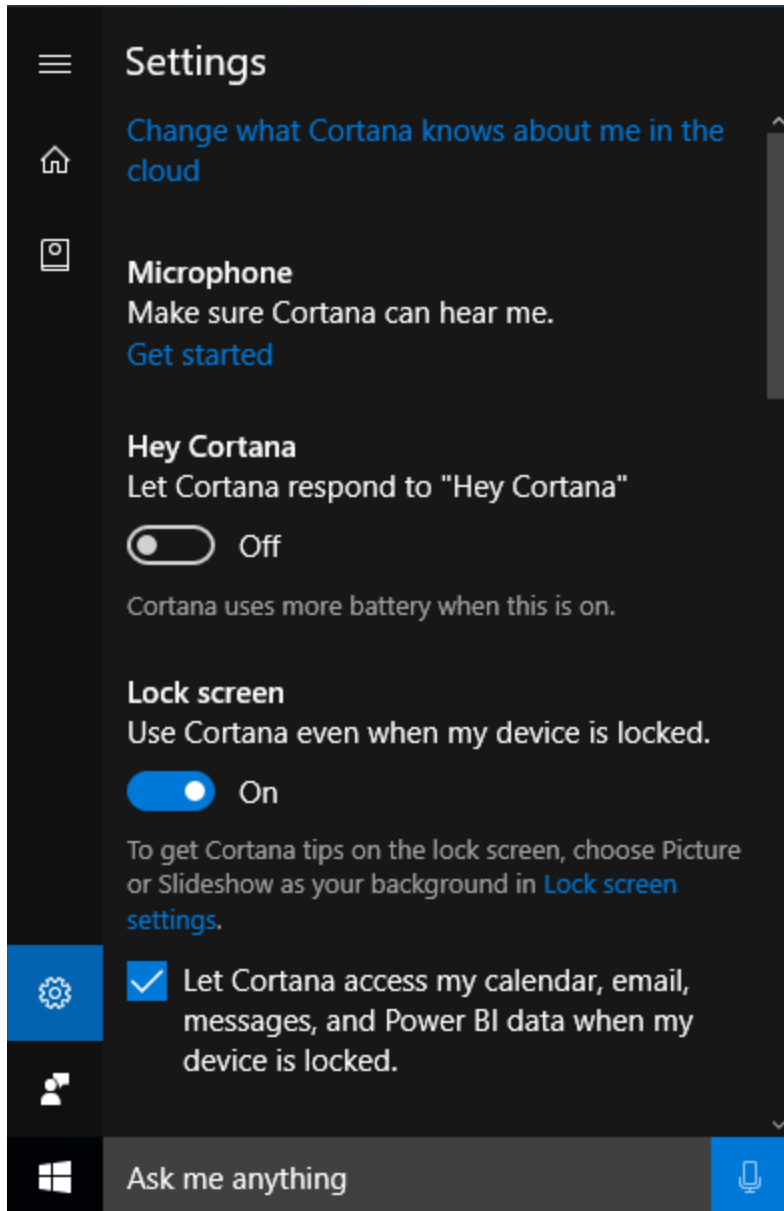 Settings
Change what Cortana knows about me in the
cloud
Microphone
Make sure Cortana can hear me.
Get started
Hey Cortana
Let Cortana respond to "Hey Cortana"
Off
Cortana uses more battery when this is on.
Lock screen
Use Cortana even when my device is locked.
On
To get Cortana tips on the lock screen, choose Picture
or Slideshow as your background in Lock screen
settings.
Let Cortana access my calendar, email,
messages, and Power BI data when my
device is locked.
Ask me anything